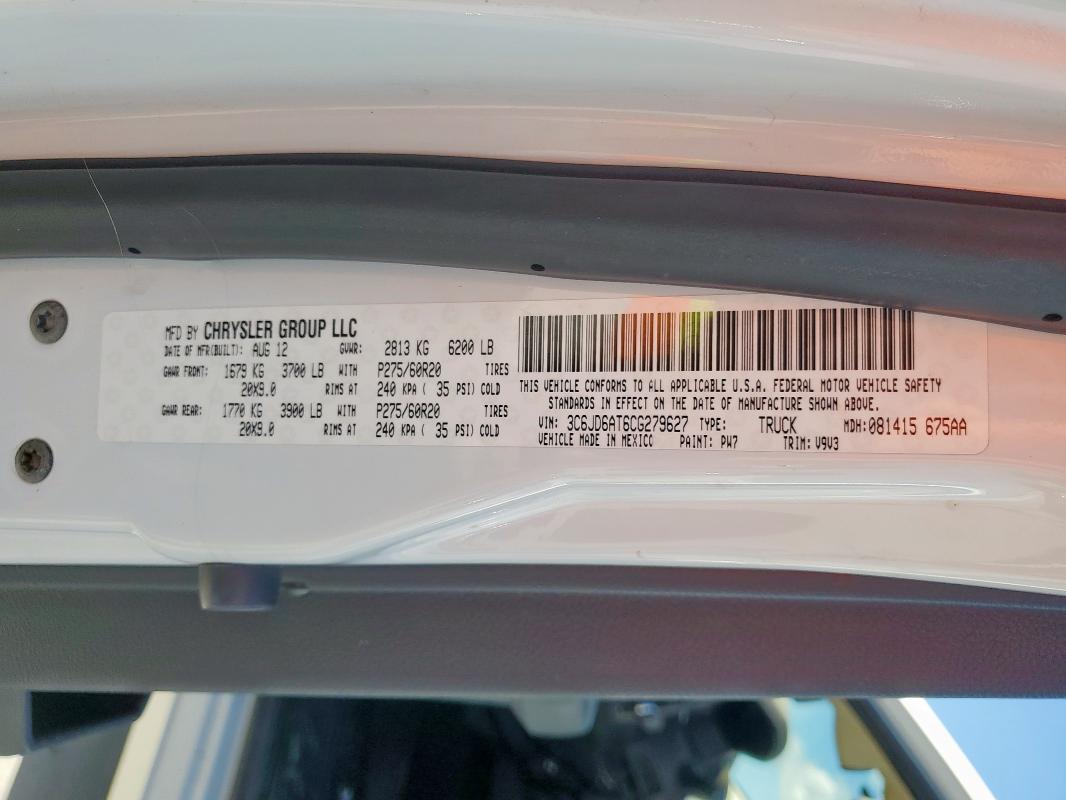 MFD BY CHRYSLER GROUP LLC
DATE OF MFR(BUILT): AUG 12 GVWR: 2813 KG 6200 LB
GAWR FRONT: 1679 KG 3700 LB WITH P275/60R20 TIRES
20X9.0 RIMS AT 240 KPA ( 35 PSI) COLD
GAWR REAR: 1770 KG 3900 LB WITH P275/60R20 TIRES
20X9.0 RIMS AT 240 KPA ( 35 PSI) COLD
THIS VEHICLE CONFORMS TO ALL APPLICABLE U.S.A. FEDERAL MOTOR VEHICLE SAFETY
STANDARDS IN EFFECT ON THE DATE OF MANUFACTURE SHOWN ABOVE.
VIN: 3C6JD6AT6CG279627 TYPE: TRUCK MDH:081415 675AA
VEHICLE MADE IN MEXICO PAINT: PW7 TRIM: V9V3